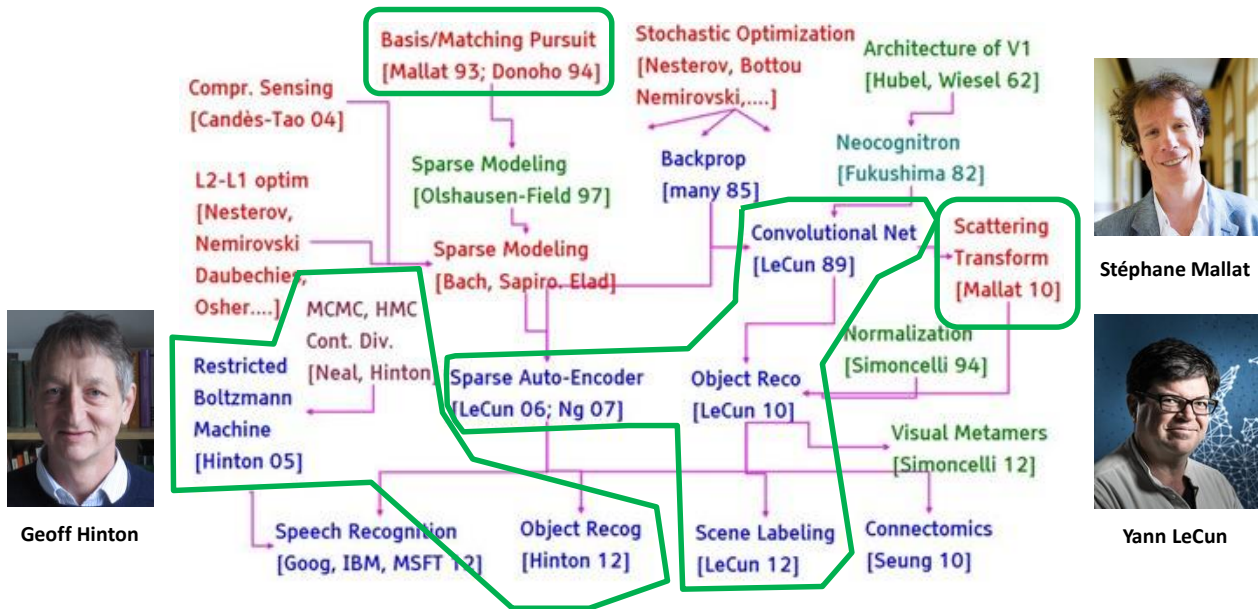 Basis/Matching Pursuit
[Mallat 93; Donoho 94]
Stochastic Optimization
[Nesterov, Bottou
Nemirovski,....]
Architecture of V1
[Hubel, Wiesel 62]
Compr. Sensing
[Candès-Tao 04]
Sparse Modeling
[Olshausen-Field 97]
Backprop
[many 85]
Neocognitron
[Fukushima 82]
L2-L1 optim
[Nesterov,
Nemirovski
Daubechies,
Osher....]
Sparse Modeling
[Bach, Sapiro. Elad]
Convolutional Net
[LeCun 89]
Scattering
Transform
[Mallat 10]
Stéphane Mallat
MCMC, HMC
Cont. Div.
[Neal, Hinton]
Normalization
[Simoncelli 94]
Restricted
Boltzmann
Machine
[Hinton 05]
Sparse Auto-Encoder
[LeCun 06; Ng 07]
Object Reco
[LeCun 10]
Visual Metamers
[Simoncelli 12]
Geoff Hinton
Speech Recognition
[Goog, IBM, MSFT 12]
Object Recog
[Hinton 12]
Scene Labeling
[LeCun 12]
Connectomics
[Seung 10]
Yann LeCun